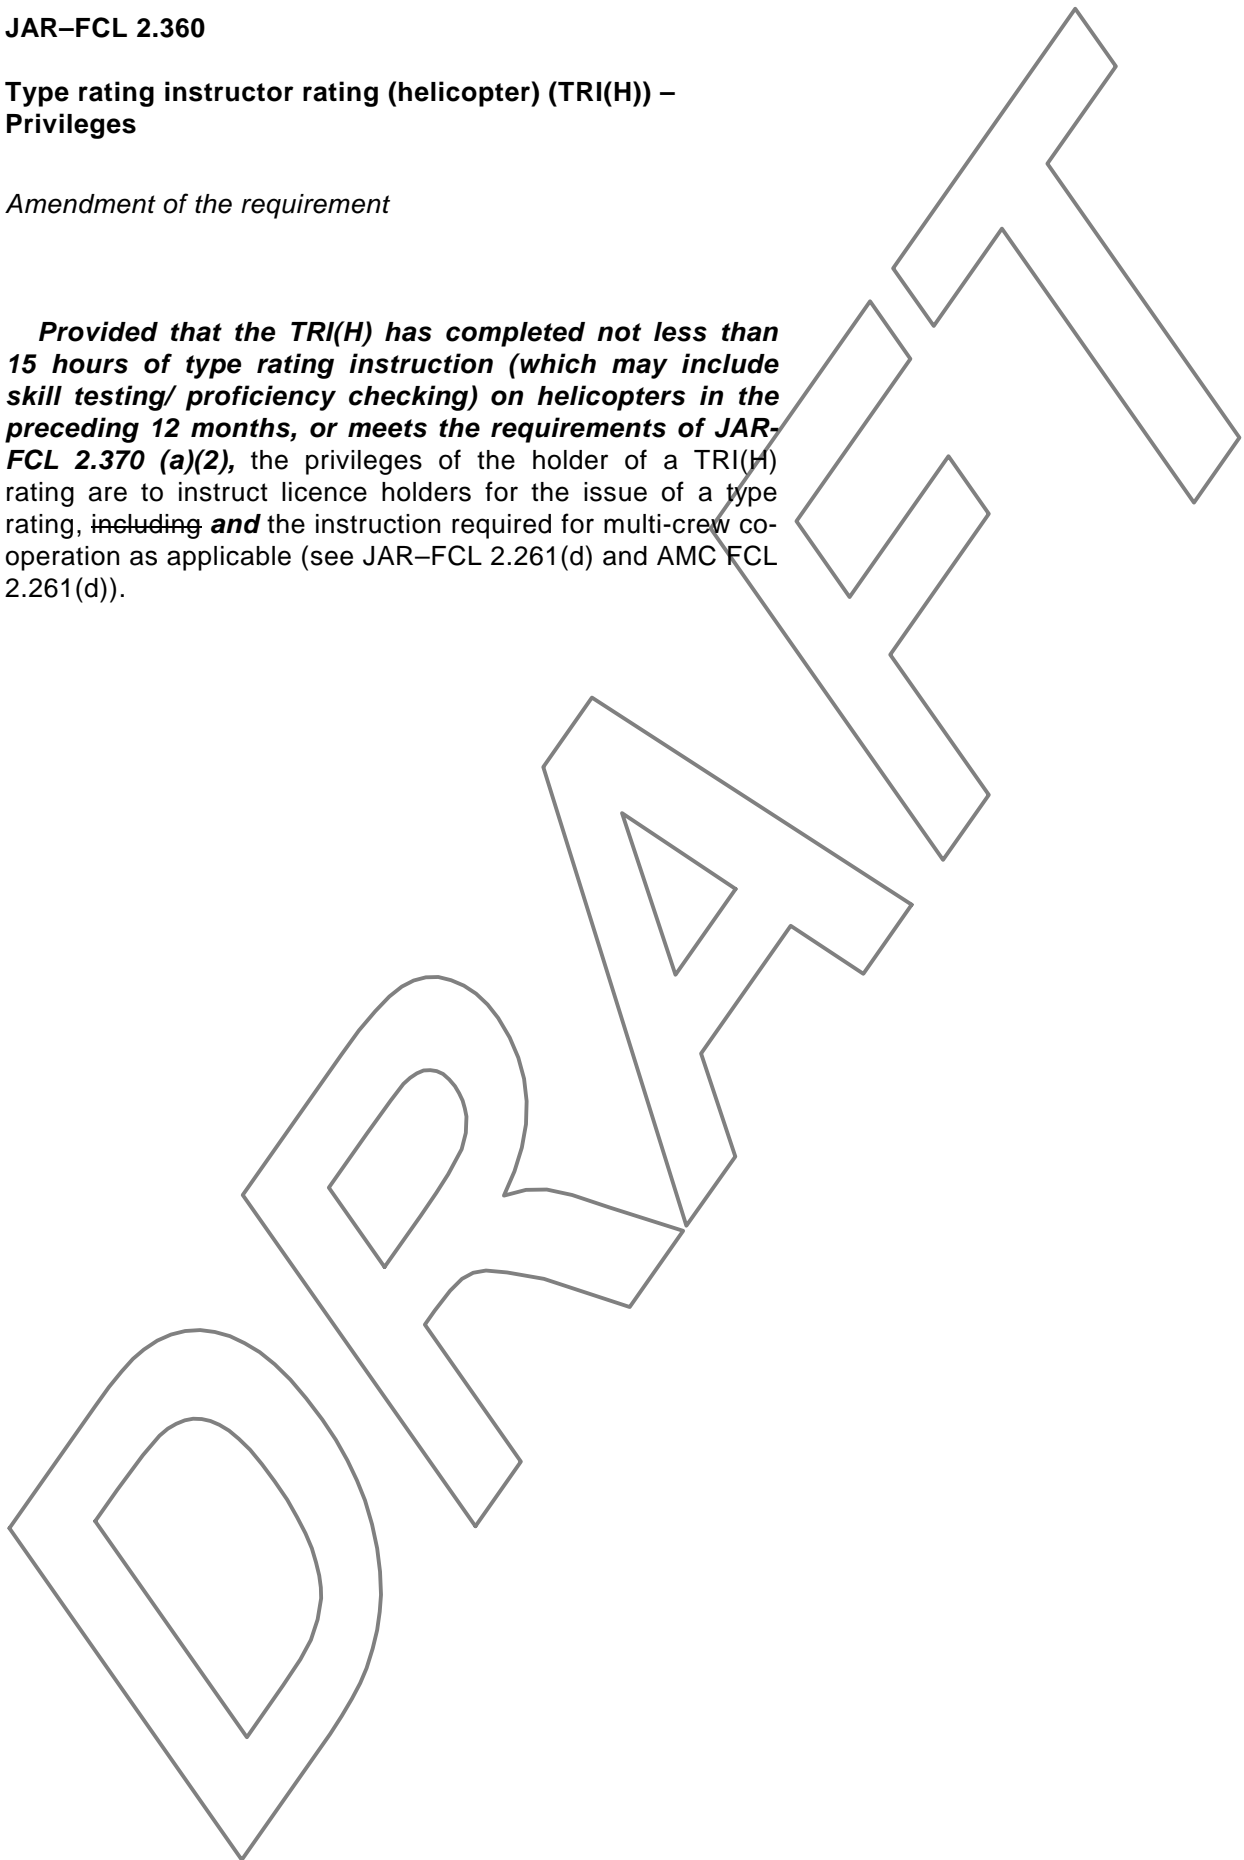 JAR–FCL 2.360
Type rating instructor rating (helicopter) (TRI(H)) –
Privileges
Amendment of the requirement
Provided that the TRI(H) has completed not less than
15 hours of type rating instruction (which may include
skill testing/ proficiency checking) on helicopters in the
preceding 12 months, or meets the requirements of JAR-
FCL 2.370 (a)(2), the privileges of the holder of a TRI(H)
rating are to instruct licence holders for the issue of a type
rating, including and the instruction required for multi-crew co-
operation as applicable (see JAR–FCL 2.261(d) and AMC FCL
2.261(d)).
DRAFT